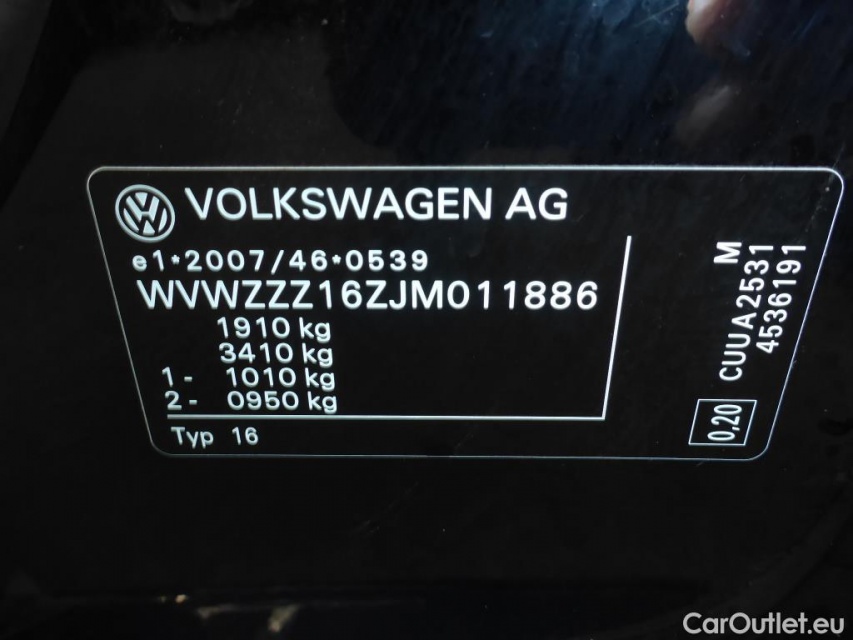 VOLKSWAGEN AG
e1*2007/46*0539
WVWZZZ16ZJM011886
1910 kg
3410 kg
1 - 1010 kg
2 - 0950 kg
Typ 16
M
CUUA2531
4536191
0,20
CarOutlet.eu